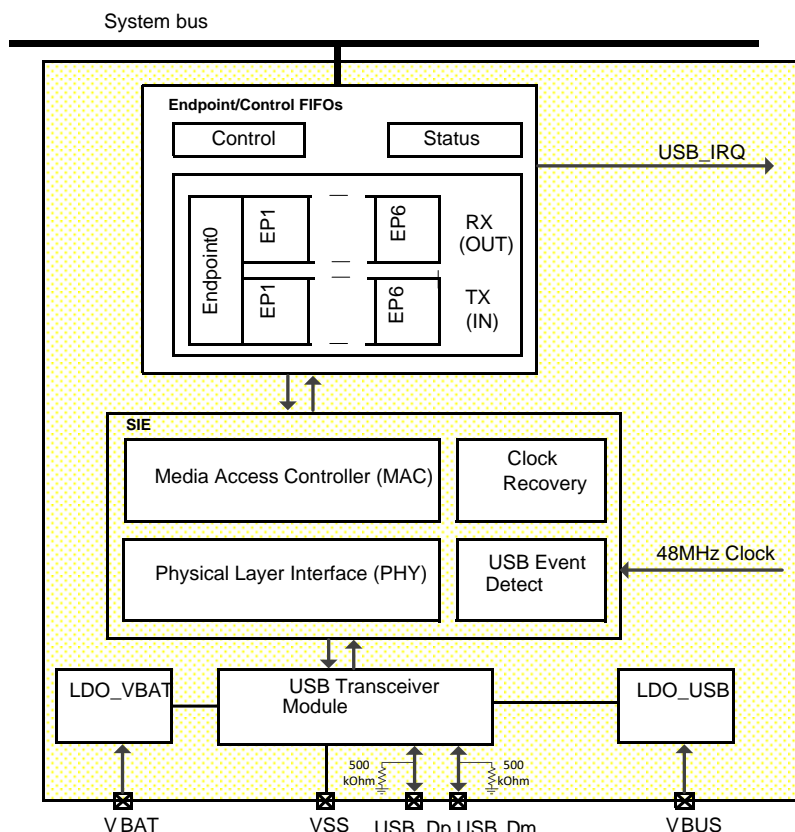 System bus
Endpoint/Control FIFOs
Control
Status
USB_IRQ
Endpoint0
EP1
EP6
RX
(OUT)
EP1
EP6
TX
(IN)
SIE
Media Access Controller (MAC)
Clock
Recovery
48MHz Clock
Physical Layer Interface (PHY)
USB Event
Detect
LDO_VBAT
USB Transceiver
Module
LDO_USB
500
kOhm
500
kOhm
VBAT
VSS
USB_Dp
USB_Dm
VBUS